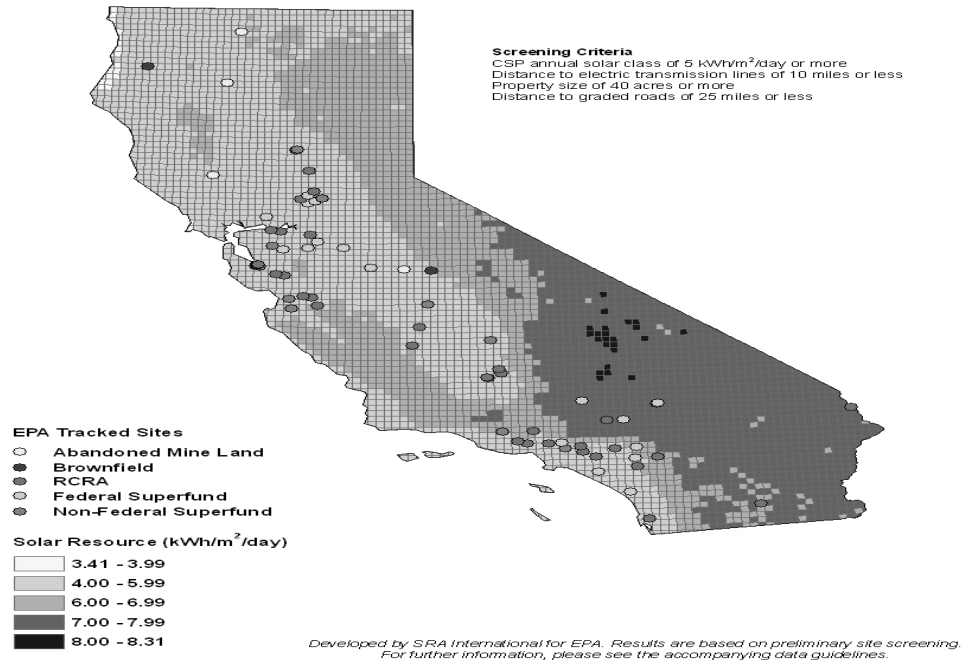 Screening Criteria
CSP annual solar class of 5 kWh/m²/day or more
Distance to electric transmission lines of 10 miles or less
Property size of 40 acres or more
Distance to graded roads of 25 miles or less
EPA Tracked Sites
Abandoned Mine Land
Brownfield
RCRA
Federal Superfund
Non-Federal Superfund
Solar Resource (kWh/m²/day)
3.41 - 3.99
4.00 - 5.99
6.00 - 6.99
7.00 - 7.99
8.00 - 8.31
Developed by SRA International for EPA. Results are based on preliminary site screening.
For further information, please see the accompanying data guidelines.